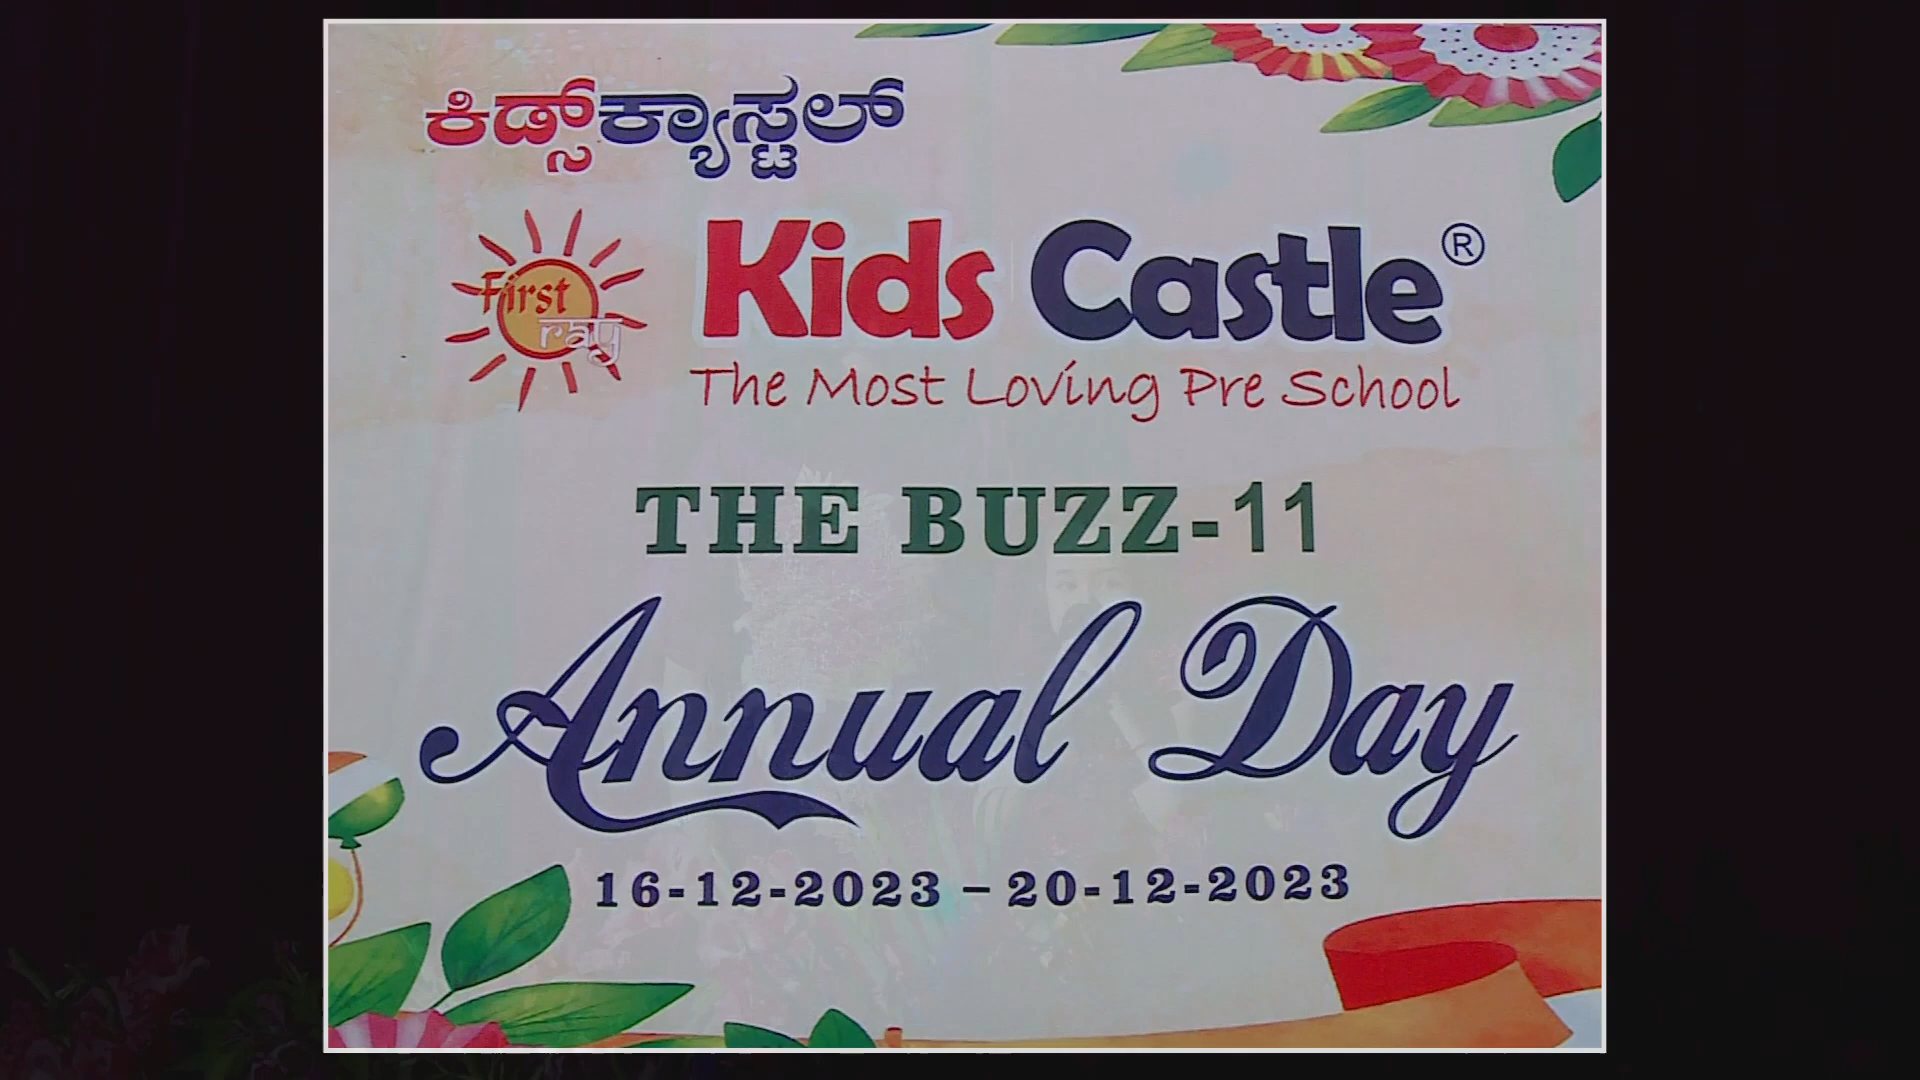 ಕಿಡ್ಸ್‌ಕ್ಯಾಸ್ಟಲ್
First
ray
Kids Castle®
The Most Loving Pre School
THE BUZZ-11
Annual Day
16-12-2023 – 20-12-2023